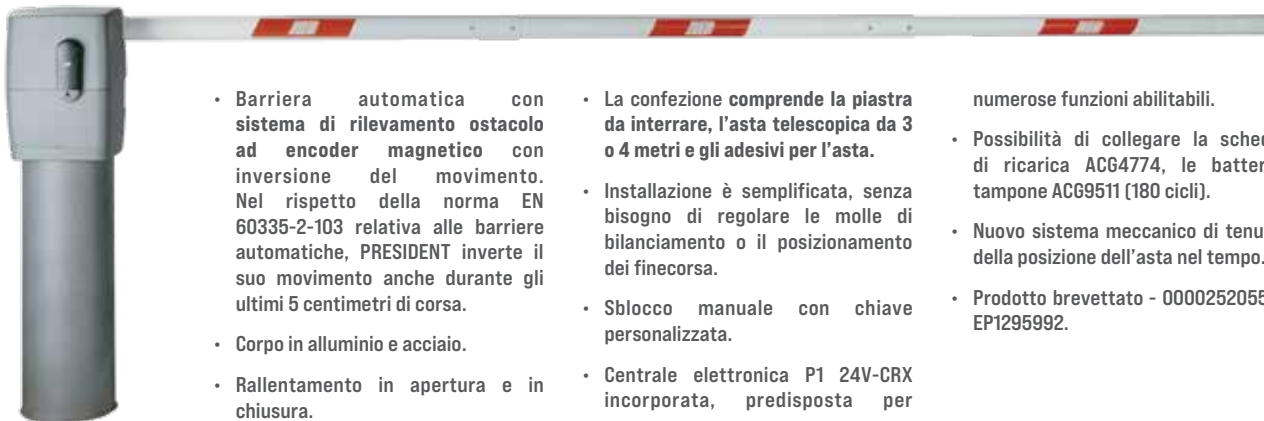 • Barriera automatica con
sistema di rilevamento ostacolo
ad encoder magnetico con
inversione del movimento.
Nel rispetto della norma EN
60335-2-103 relativa alle barriere
automatiche, PRESIDENT inverte il
suo movimento anche durante gli
ultimi 5 centimetri di corsa.
• Corpo in alluminio e acciaio.
• Rallentamento in apertura e in
chiusura.
• La confezione comprende la piastra
da interrare, l'asta telescopica da 3
o 4 metri e gli adesivi per l'asta.
• Installazione è semplificata, senza
bisogno di regolare le molle di
bilanciamento o il posizionamento
dei finecorsa.
• Sblocco manuale con chiave
personalizzata.
• Centrale elettronica P1 24V-CRX
incorporata, predisposta per
numerose funzioni abilitabili.
• Possibilità di collegare la sched
di ricarica ACG4774, le batter
tampone ACG9511 (180 cicli).
• Nuovo sistema meccanico di tenu
della posizione dell'asta nel tempo.
• Prodotto brevettato - 0000252055
EP1295992.